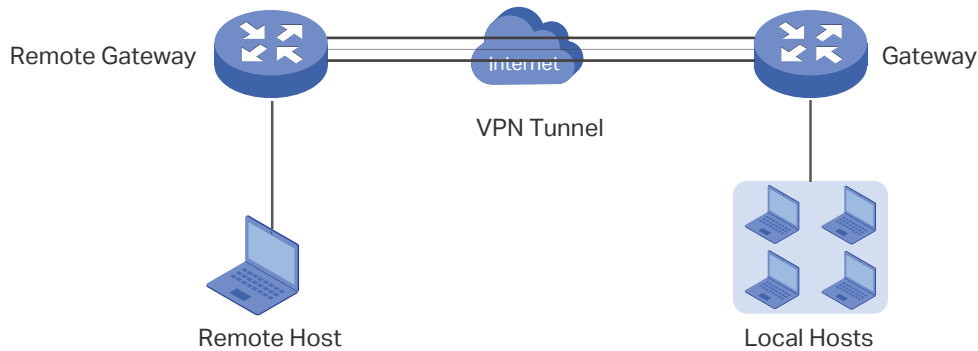 Remote Gateway
internet
Gateway
VPN Tunnel
Remote Host
Local Hosts